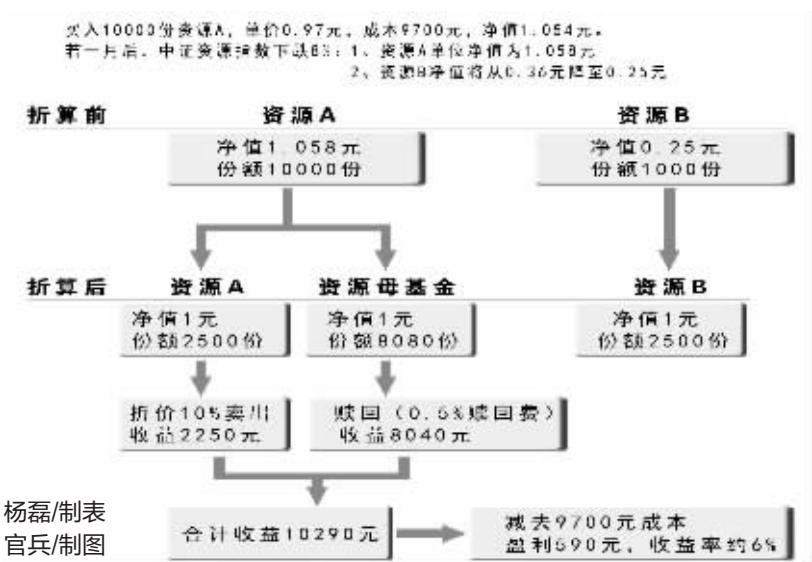 买入10000份资源A，单价0.97元，成本9700元，净值1.054元。
若一月后，中证资源指数下跌8%：1、资源A单位净值为1.058元
2、资源B净值将从0.36元降至0.25元
折算前 资源A 资源B
净值1.058元 净值0.25元
份额10000份 份额1000份
折算后 资源A 资源母基金 资源B
净值1元 净值1元 净值1元
份额2500份 份额8080份 份额2500份
折价10%卖出 赎回（0.5%赎回费）
收益2250元 收益8040元
杨磊/制表
官兵/制图
合计收益10290元
减去9700元成本
盈利590元，收益率约6%